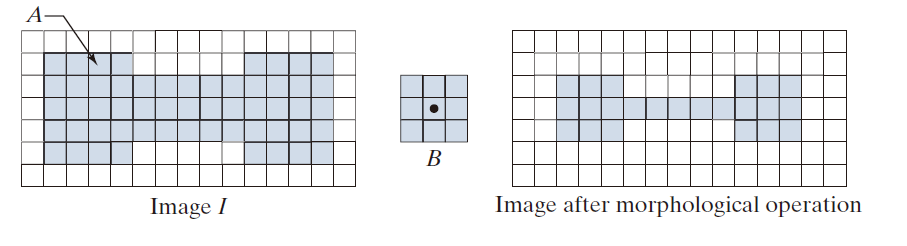 A
B
Image I
Image after morphological operation